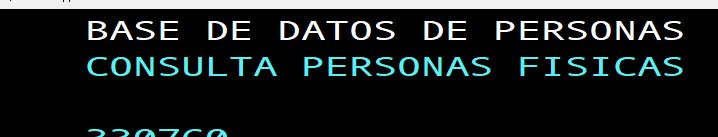 BASE DE DATOS DE PERSONAS
CONSULTA PERSONAS FISICAS